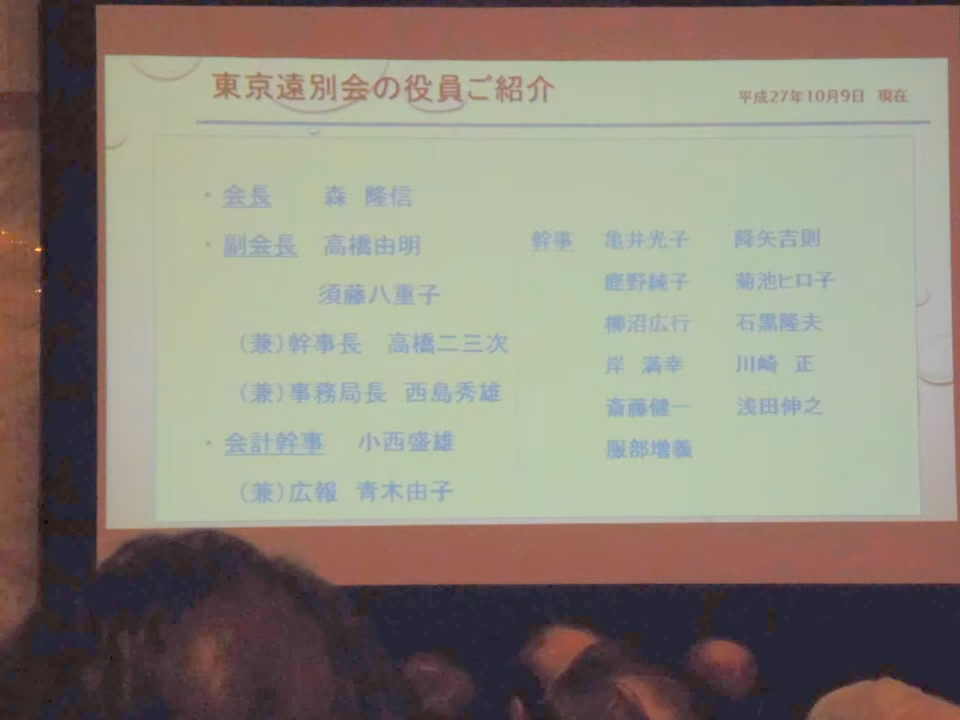 東京遠別会の役員ご紹介
平成27年10月9日 現在
・会長 森 隆信
・副会長 高橋由明
須藤八重子
(兼)幹事長 高橋二三次
(兼)事務局長 西島秀雄
・会計幹事 小西盛雄
(兼)広報 青木由子
幹事 亀井光子 降矢吉則
鹿野純子 菊池ヒロ子
柳沼広行 石黒隆夫
岸 満幸 川崎 正
斎藤健一 浅田伸之
服部増義